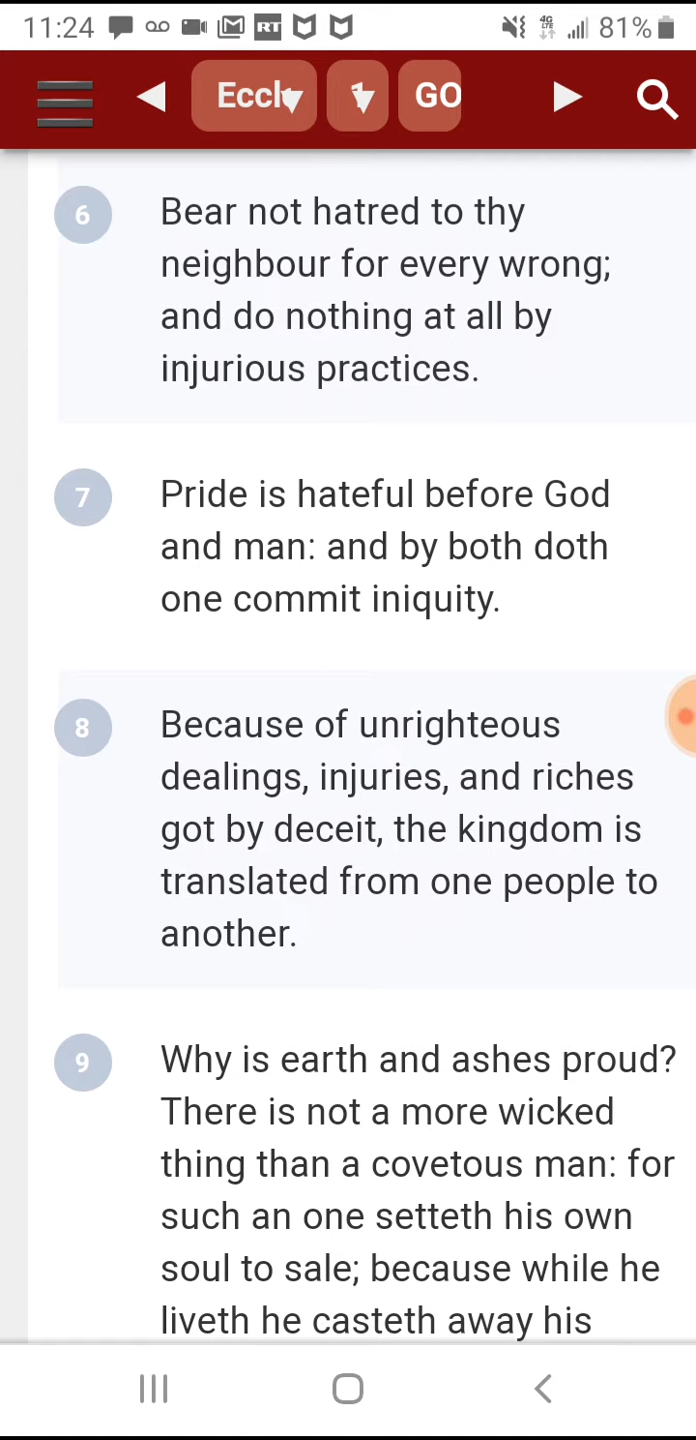 11:24 RT 4G LTE 81%
Eccl GO
6 Bear not hatred to thy
neighbour for every wrong;
and do nothing at all by
injurious practices.
7 Pride is hateful before God
and man: and by both doth
one commit iniquity.
8 Because of unrighteous
dealings, injuries, and riches
got by deceit, the kingdom is
translated from one people to
another.
9 Why is earth and ashes proud?
There is not a more wicked
thing than a covetous man: for
such an one setteth his own
soul to sale; because while he
liveth he casteth away his